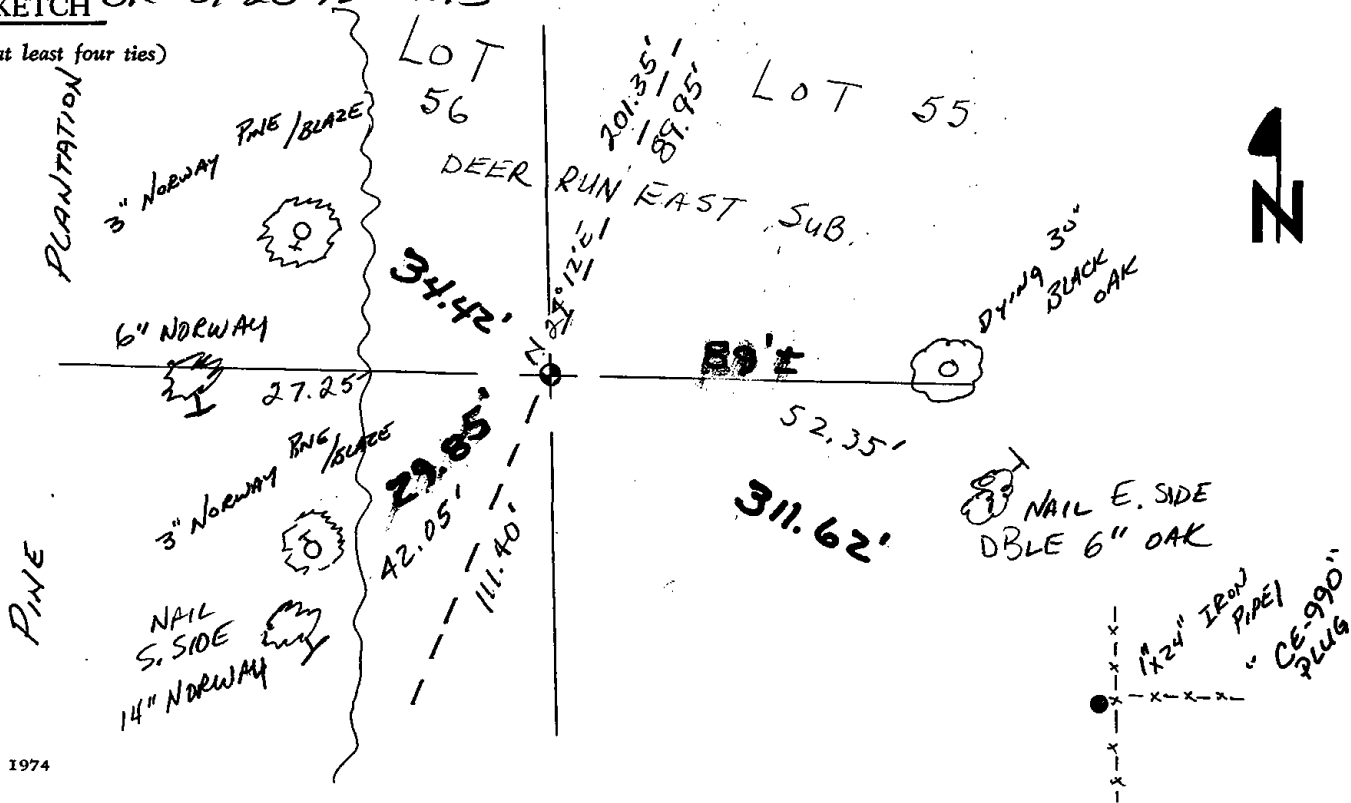 KETCH
at least four ties)
PLANTATION
3" NORWAY PINE/BLAZE
LOT
56
201.35'
89.95'
LOT 55
DEER RUN EAST SUB.
N
34.42'
DYING 30"
BLACK
OAK
6" NORWAY
27.25'
89'±
52.35'
3" NORWAY PINE/BLAZE
29.85'
42.05'
111.40'
311.62'
NAIL E. SIDE
DBLE 6" OAK
PINE
NAIL
S. SIDE
14" NORWAY
1"X24" IRON
PIPE/
"CE-990"
PLUG
1974